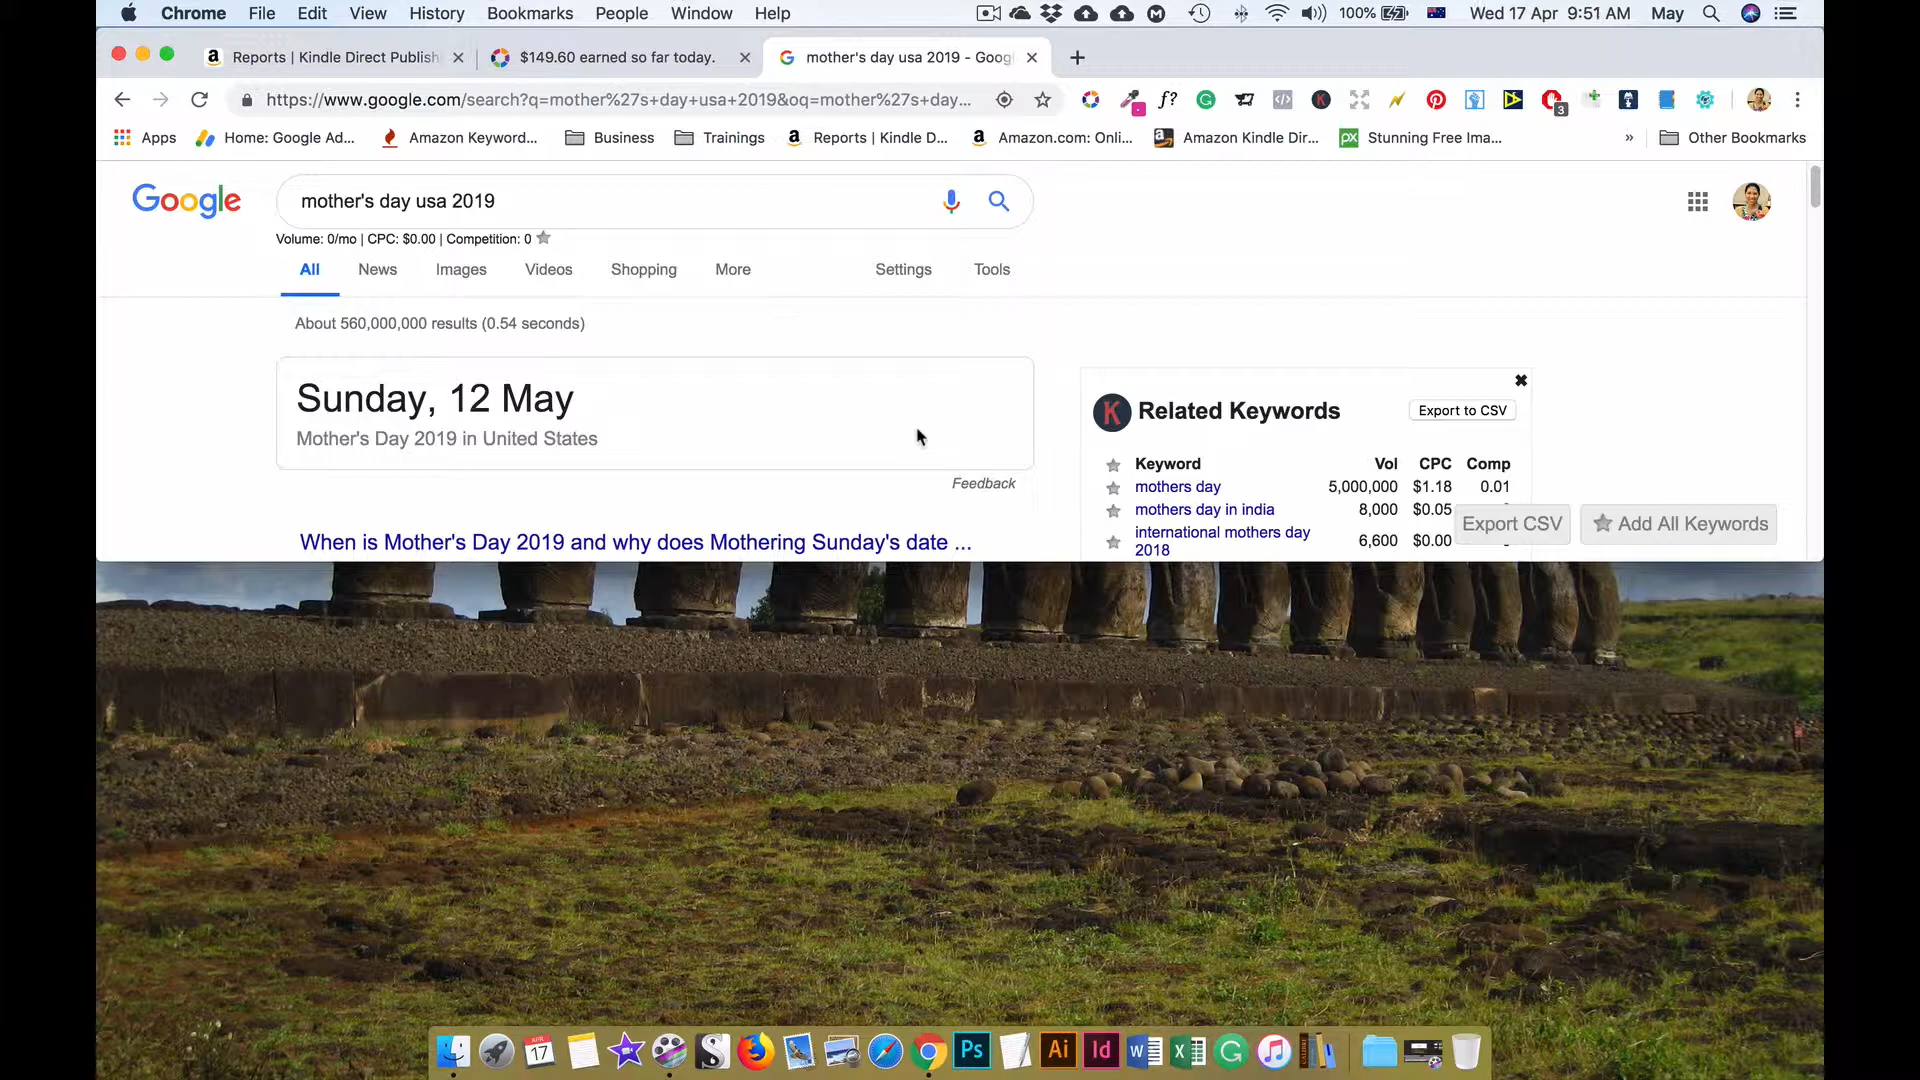 Chrome File Edit View History Bookmarks People Window Help 100% Wed 17 Apr 9:51 AM May
Reports | Kindle Direct Publish
$149.60 earned so far today.
mother's day usa 2019 - Goog
https://www.google.com/search?q=mother%27s+day+usa+2019&oq=mother%27s+day...
f?
3
Apps Home: Google Ad... Amazon Keyword... Business Trainings Reports | Kindle D... Amazon.com: Onli... Amazon Kindle Dir... px Stunning Free Ima... » Other Bookmarks
Google
mother's day usa 2019
Volume: 0/mo | CPC: $0.00 | Competition: 0
All News Images Videos Shopping More Settings Tools
About 560,000,000 results (0.54 seconds)
Sunday, 12 May
Mother's Day 2019 in United States
Feedback
When is Mother's Day 2019 and why does Mothering Sunday's date ...
K Related Keywords Export to CSV
Keyword Vol CPC Comp
mothers day 5,000,000 $1.18 0.01
mothers day in india 8,000 $0.05
international mothers day 2018 6,600 $0.00
Export CSV Add All Keywords
APR
17
Ps Ai Id W X